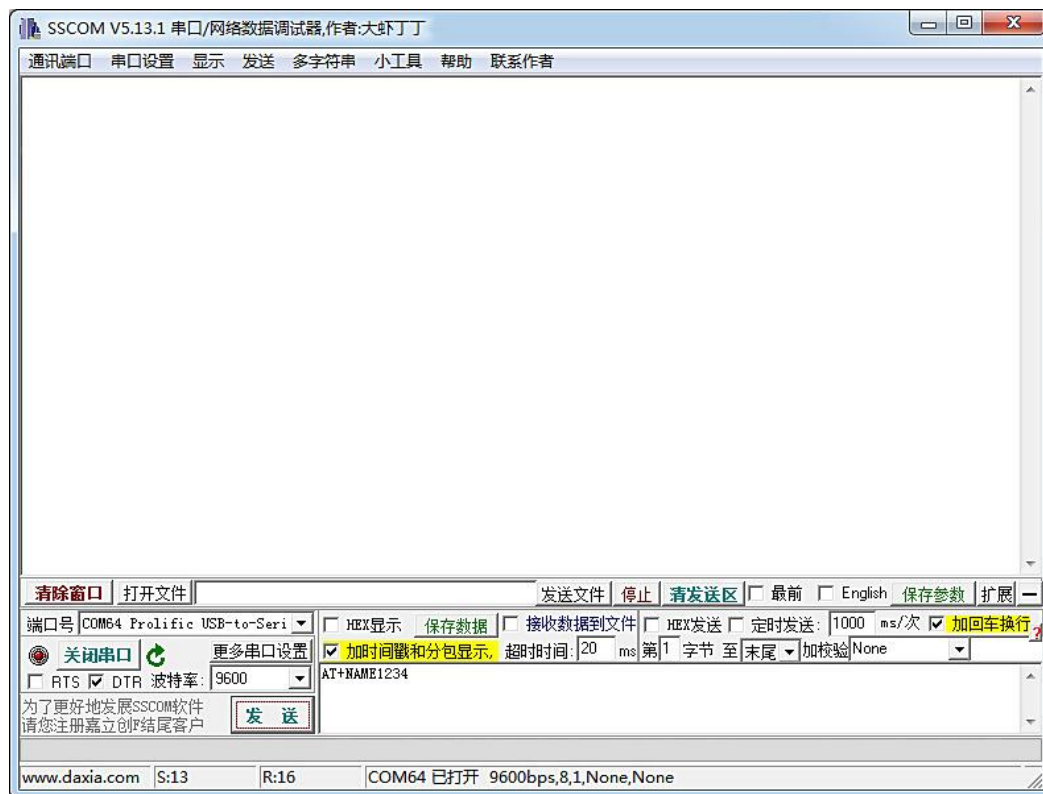 SSCOM V5.13.1 串口/网络数据调试器,作者:大虾丁丁
通讯端口 串口设置 显示 发送 多字符串 小工具 帮助 联系作者
清除窗口 打开文件 发送文件 停止 清发送区 最前 English 保存参数 扩展 —
端口号 COM64 Prolific USB-to-Seri HEX显示 保存数据 接收数据到文件 HEX发送 定时发送: 1000 ms/次 加回车换行 ?
关闭串口 更多串口设置 加时间戳和分包显示, 超时时间: 20 ms 第 1 字节 至 末尾 加校验 None
RTS DTR 波特率: 9600
AT+NAME1234
为了更好地发展SSCOM软件
请您注册嘉立创F结尾客户
发 送
www.daxia.com S:13 R:16 COM64 已打开 9600bps,8,1,None,None